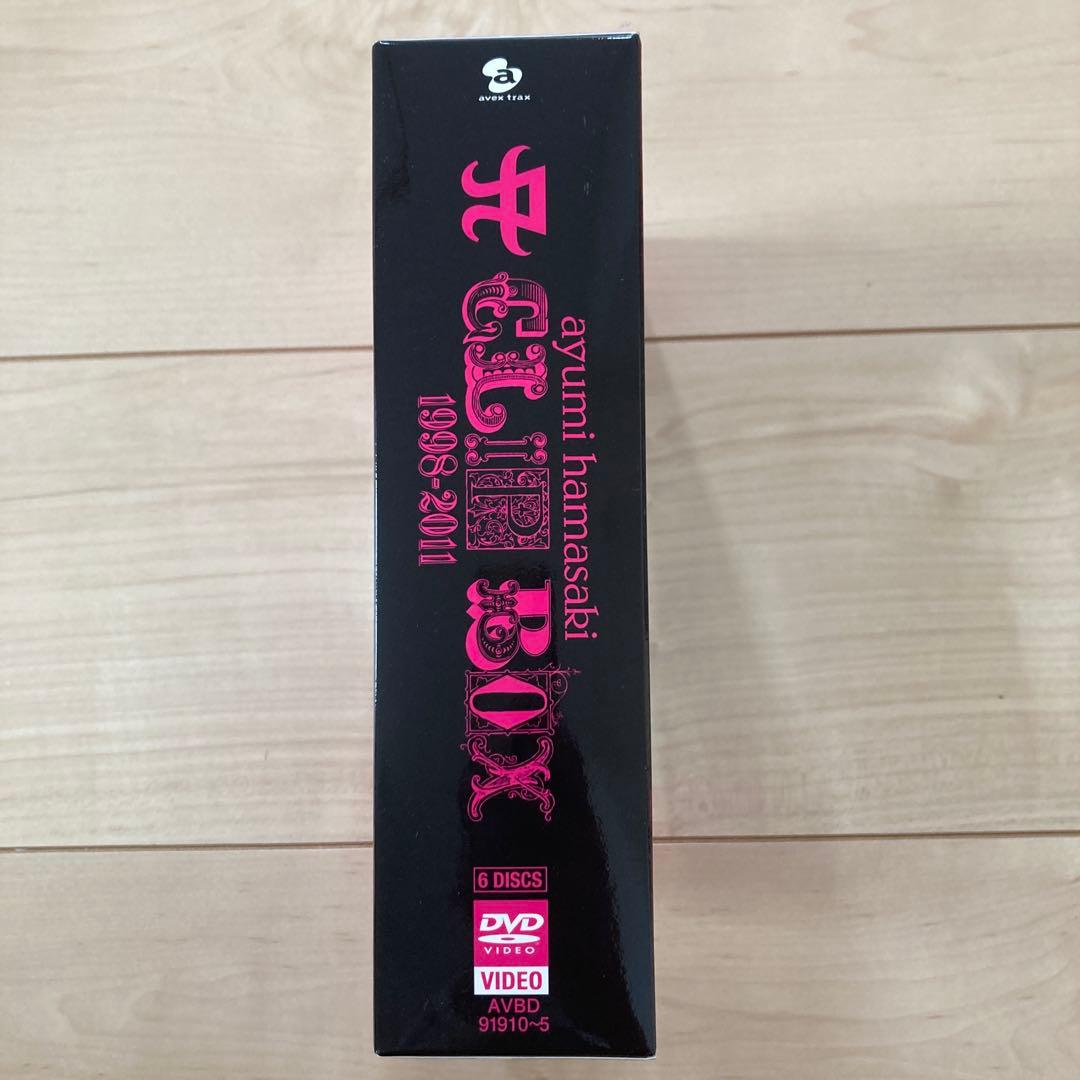 a
avex trax
A CLIP BOX
ayumi hamasaki
1998-2011
6 DISCS
DVD
VIDEO
VIDEO
AVBD
91910~5